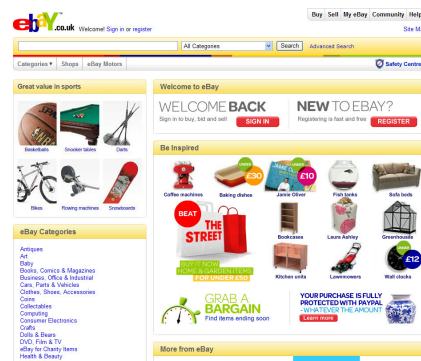 Buy Sell My eBay Community Help
ebay .co.uk Welcome! Sign in or register
Site M
All Categories Search Advanced Search
Categories Shops eBay Motors
Safety Centre
Great value in sports
Basketballs Snooker tables Darts
Bikes Rowing machines Snowboards
eBay Categories
Antiques
Art
Baby
Books, Comics & Magazines
Business, Office & Industrial
Cars, Parts & Vehicles
Clothes, Shoes, Accessories
Coins
Collectables
Computing
Consumer Electronics
Crafts
Dolls & Bears
DVD, Film & TV
eBay for Charity Items
Health & Beauty
Welcome to eBay
WELCOME BACK
Sign in to buy, bid and sell
SIGN IN
NEW TO EBAY?
Registering is fast and free
REGISTER
Be Inspired
UNDER £30
UNDER £10
Coffee machines Baking dishes Jamie Oliver Fish tanks Sofa beds
BEAT
THE
STREET
BUY IT NOW
HOME & GARDEN ITEMS
FOR UNDER £50
Bookcases Laura Ashley Greenhouses
UNDER £12
Kitchen units Lawnmowers Wall clocks
GRAB A
BARGAIN
Find items ending soon
YOUR PURCHASE IS FULLY
PROTECTED WITH PAYPAL
- WHATEVER THE AMOUNT
Learn more
More from eBay